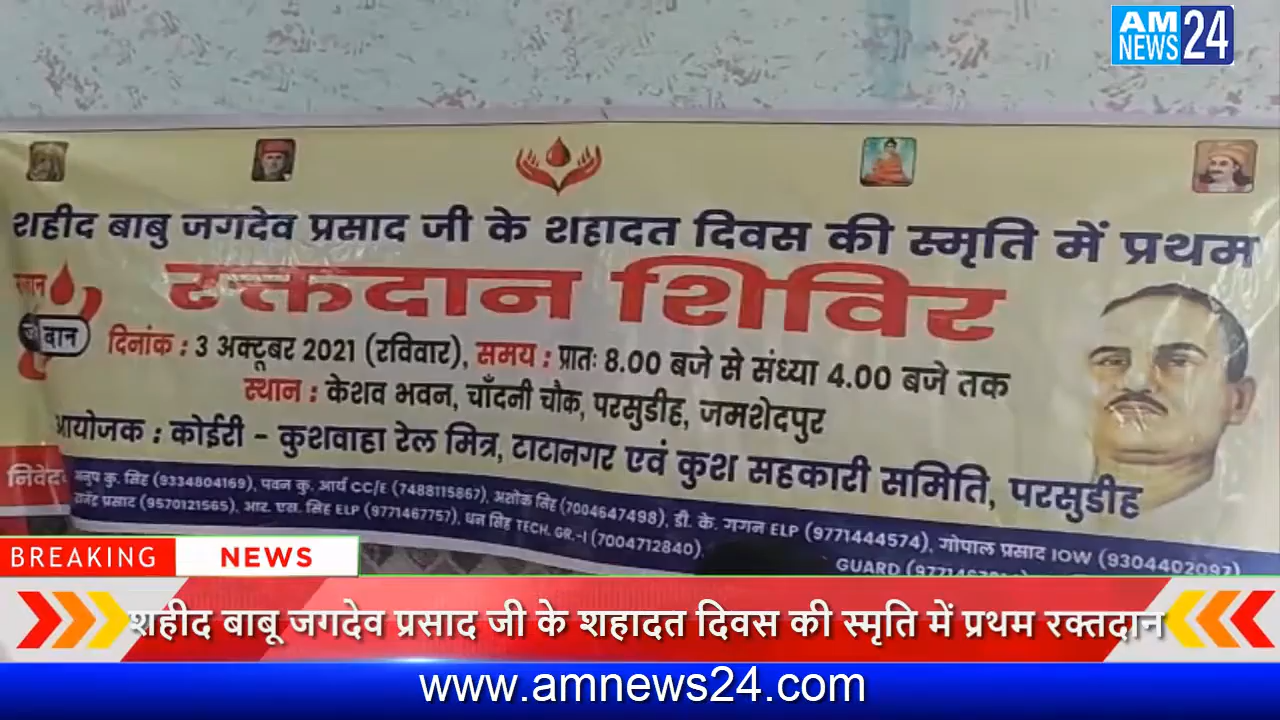 AM
NEWS 24
शहीद बाबु जगदेव प्रसाद जी के शहादत दिवस की स्मृति में प्रथम
रक्तदान शिविर
दान
दिनांक : 3 अक्टूबर 2021 (रविवार), समय : प्रातः 8.00 बजे से संध्या 4.00 बजे तक
स्थान : केशव भवन, चाँदनी चौक, परसुडीह, जमशेदपुर
आयोजक : कोईरी - कुशवाहा रेल मित्र, टाटानगर एवं कुश सहकारी समिति, परसुडीह
अनुप कु. सिंह (9334804169), पवन कु. आर्य CC/E (7488115867), अशोक सिंह (7004647498), डी. के. गगन ELP (9771444574), गोपाल प्रसाद IOW (9304402097)
प्रसाद (9570121565), आर. एस. सिंह ELP (9771467757), धन सिंह TECH. GR.-I (7004712840),
GUARD
BREAKING NEWS
शहीद बाबू जगदेव प्रसाद जी के शहादत दिवस की स्मृति में प्रथम रक्तदान
www.amnews24.com